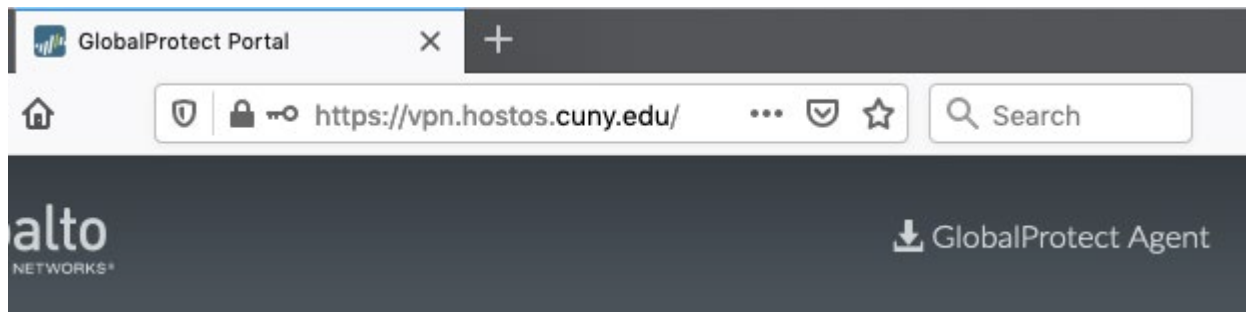 GlobalProtect Portal
https://vpn.hostos.cuny.edu/ ... Search
alto
NETWORKS®
GlobalProtect Agent